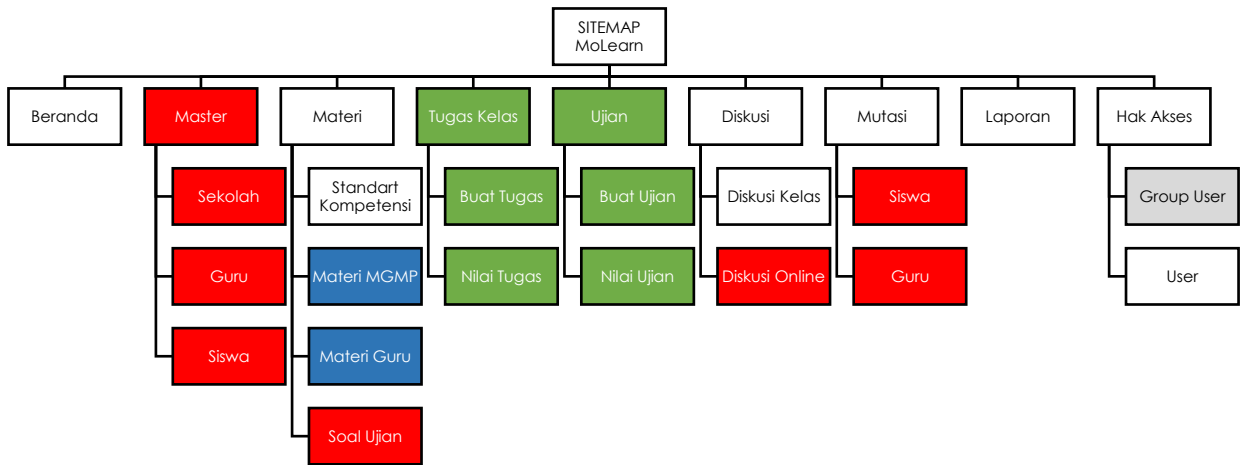 SITEMAP
MoLearn
Beranda
Master
Materi
Tugas Kelas
Ujian
Diskusi
Mutasi
Laporan
Hak Akses
Sekolah
Standart
Kompetensi
Buat Tugas
Buat Ujian
Diskusi Kelas
Siswa
Group User
Guru
Materi MGMP
Nilai Tugas
Nilai Ujian
Diskusi Online
Guru
User
Siswa
Materi Guru
Soal Ujian